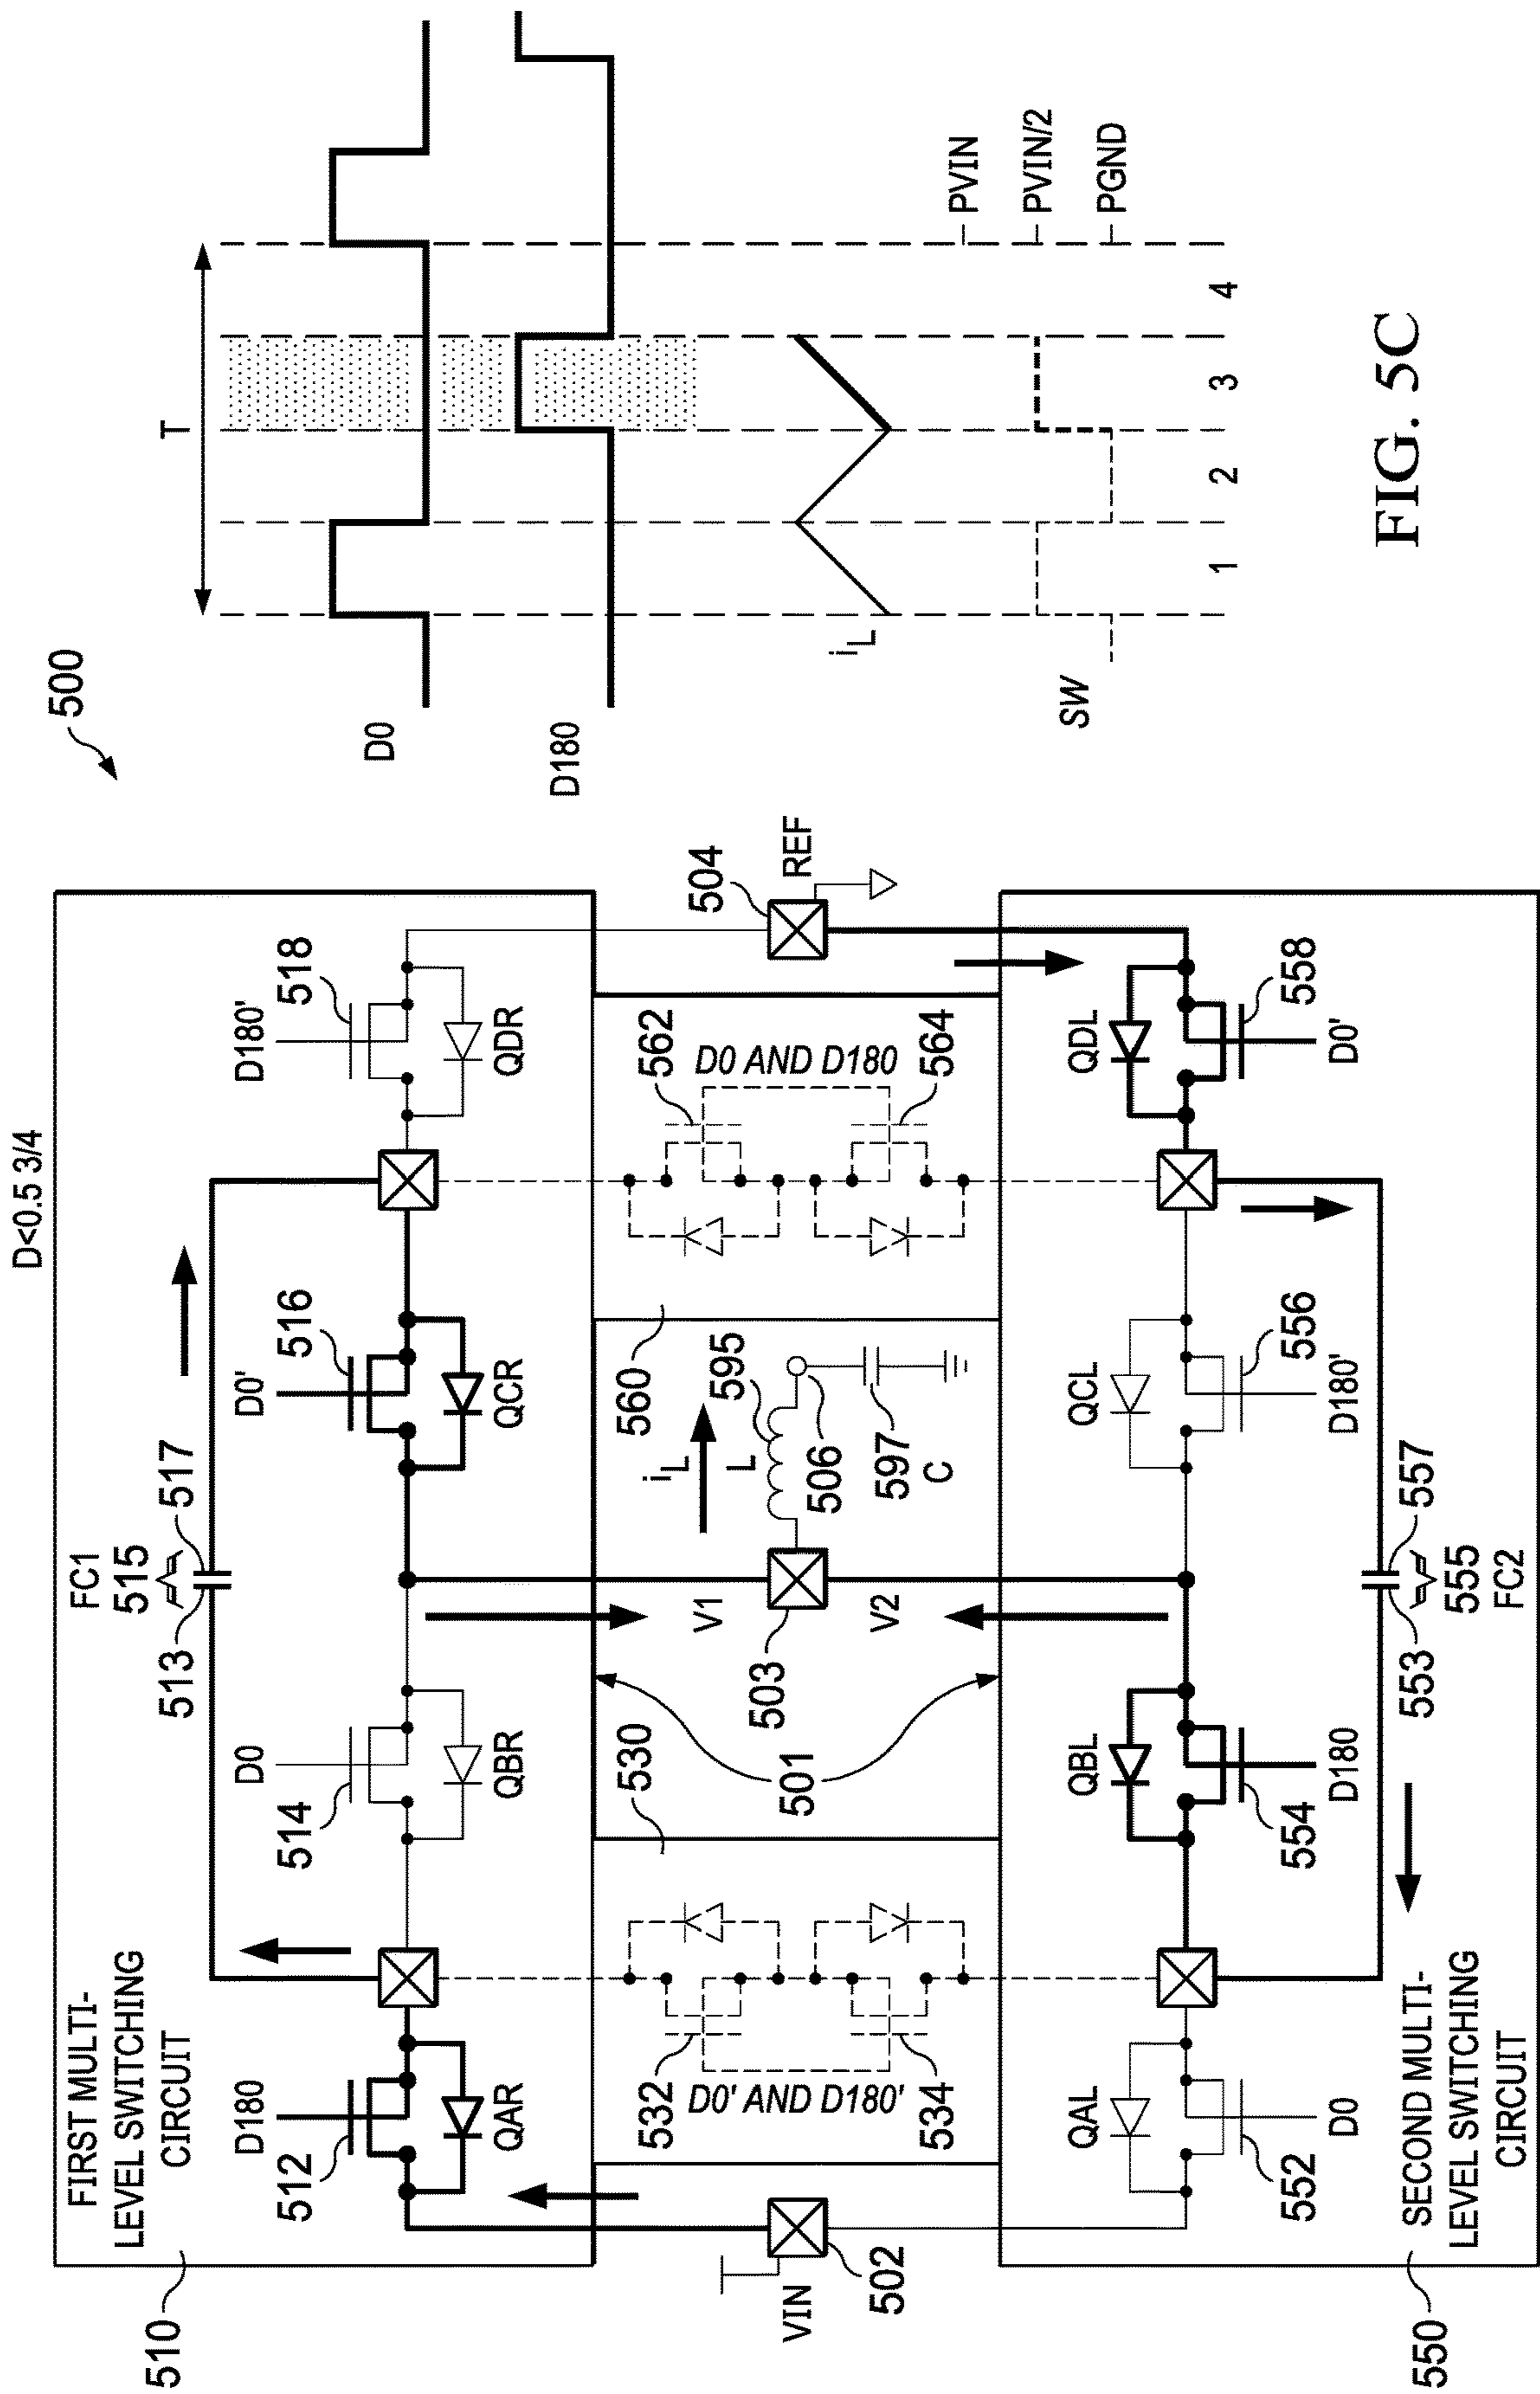 500
D<0.5 3/4
510
FIRST MULTI-
LEVEL SWITCHING
CIRCUIT
FC1
515
513
517
D180
512
QAR
D0
514
QBR
D0'
516
QCR
D180'
518
QDR
530
532
D0' AND D180'
534
501
V1
503
V2
iL
L
595
506
597
C
560
562
D0 AND D180
564
VIN
502
504
REF
QAL
552
D0
QBL
554
D180
QCL
556
D180'
QDL
558
D0'
553
557
555
FC2
550
SECOND MULTI-
LEVEL SWITCHING
CIRCUIT
T
D0
D180
iL
SW
PVIN
PVIN/2
PGND
1
2
3
4
FIG. 5C